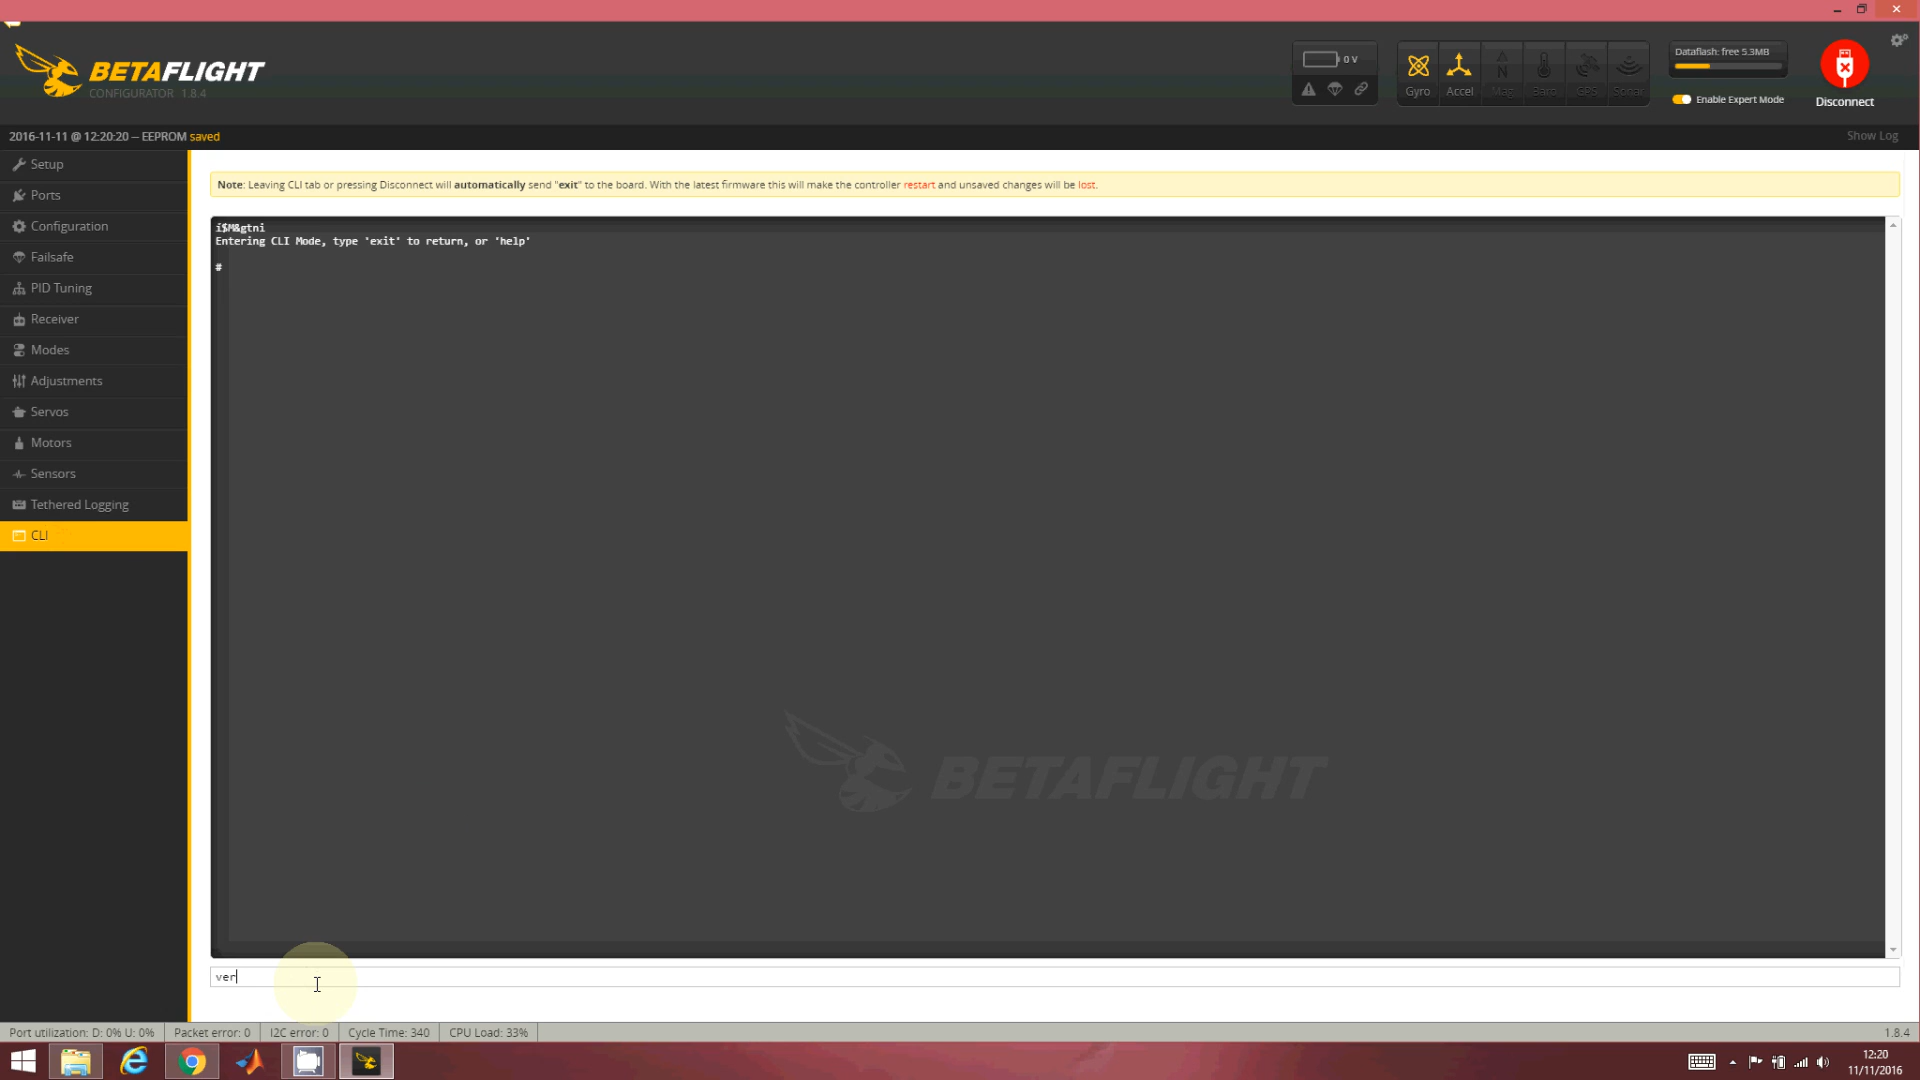 BETAFLIGHT
CONFIGURATOR 1.8.4
0 V
Gyro
Accel
Mag
Baro
GPS
Sonar
Dataflash: free 5.3MB
Enable Expert Mode
Disconnect
2016-11-11 @ 12:20:20 -- EEPROM saved
Show Log
Setup
Ports
Configuration
Failsafe
PID Tuning
Receiver
Modes
Adjustments
Servos
Motors
Sensors
Tethered Logging
CLI
Note: Leaving CLI tab or pressing Disconnect will automatically send "exit" to the board. With the latest firmware this will make the controller restart and unsaved changes will be lost.
Entering CLI Mode, type 'exit' to return, or 'help'
#
BETAFLIGHT
ver
Port utilization: D: 0% U: 0%
Packet error: 0
I2C error: 0
Cycle Time: 340
CPU Load: 33%
1.8.4
12:20
11/11/2016